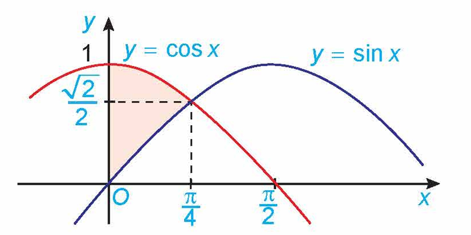 y
1
y = cos x
y = sin x
√2/2
O
π/4
π/2
x